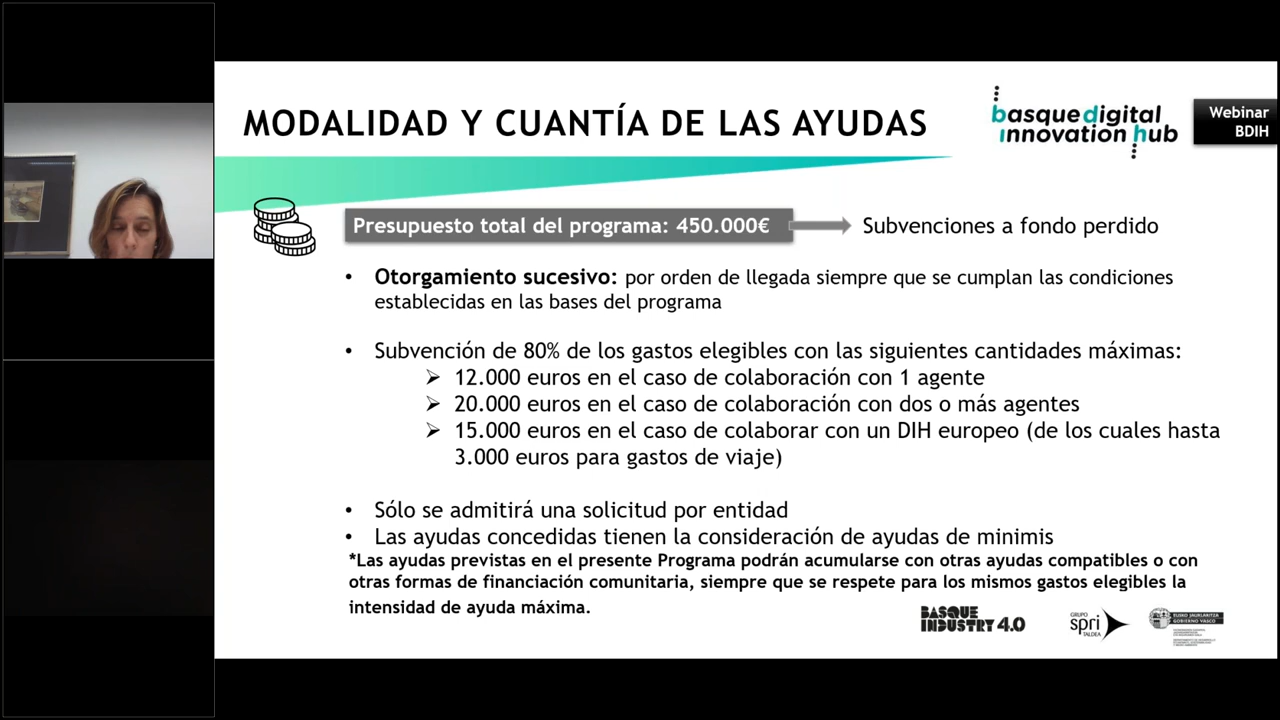 MODALIDAD Y CUANTÍA DE LAS AYUDAS
basque digital
innovation hub
Webinar
BDIH
Presupuesto total del programa: 450.000€
Subvenciones a fondo perdido
• Otorgamiento sucesivo: por orden de llegada siempre que se cumplan las condiciones
establecidas en las bases del programa
• Subvención de 80% de los gastos elegibles con las siguientes cantidades máximas:
➢ 12.000 euros en el caso de colaboración con 1 agente
➢ 20.000 euros en el caso de colaboración con dos o más agentes
➢ 15.000 euros en el caso de colaborar con un DIH europeo (de los cuales hasta
3.000 euros para gastos de viaje)
• Sólo se admitirá una solicitud por entidad
• Las ayudas concedidas tienen la consideración de ayudas de minimis
*Las ayudas previstas en el presente Programa podrán acumularse con otras ayudas compatibles o con
otras formas de financiación comunitaria, siempre que se respete para los mismos gastos elegibles la
intensidad de ayuda máxima.
BASQUE
INDUSTRY 4.0
GRUPO
spri
TALDEA
EUSKO JAURLARITZA
GOBIERNO VASCO